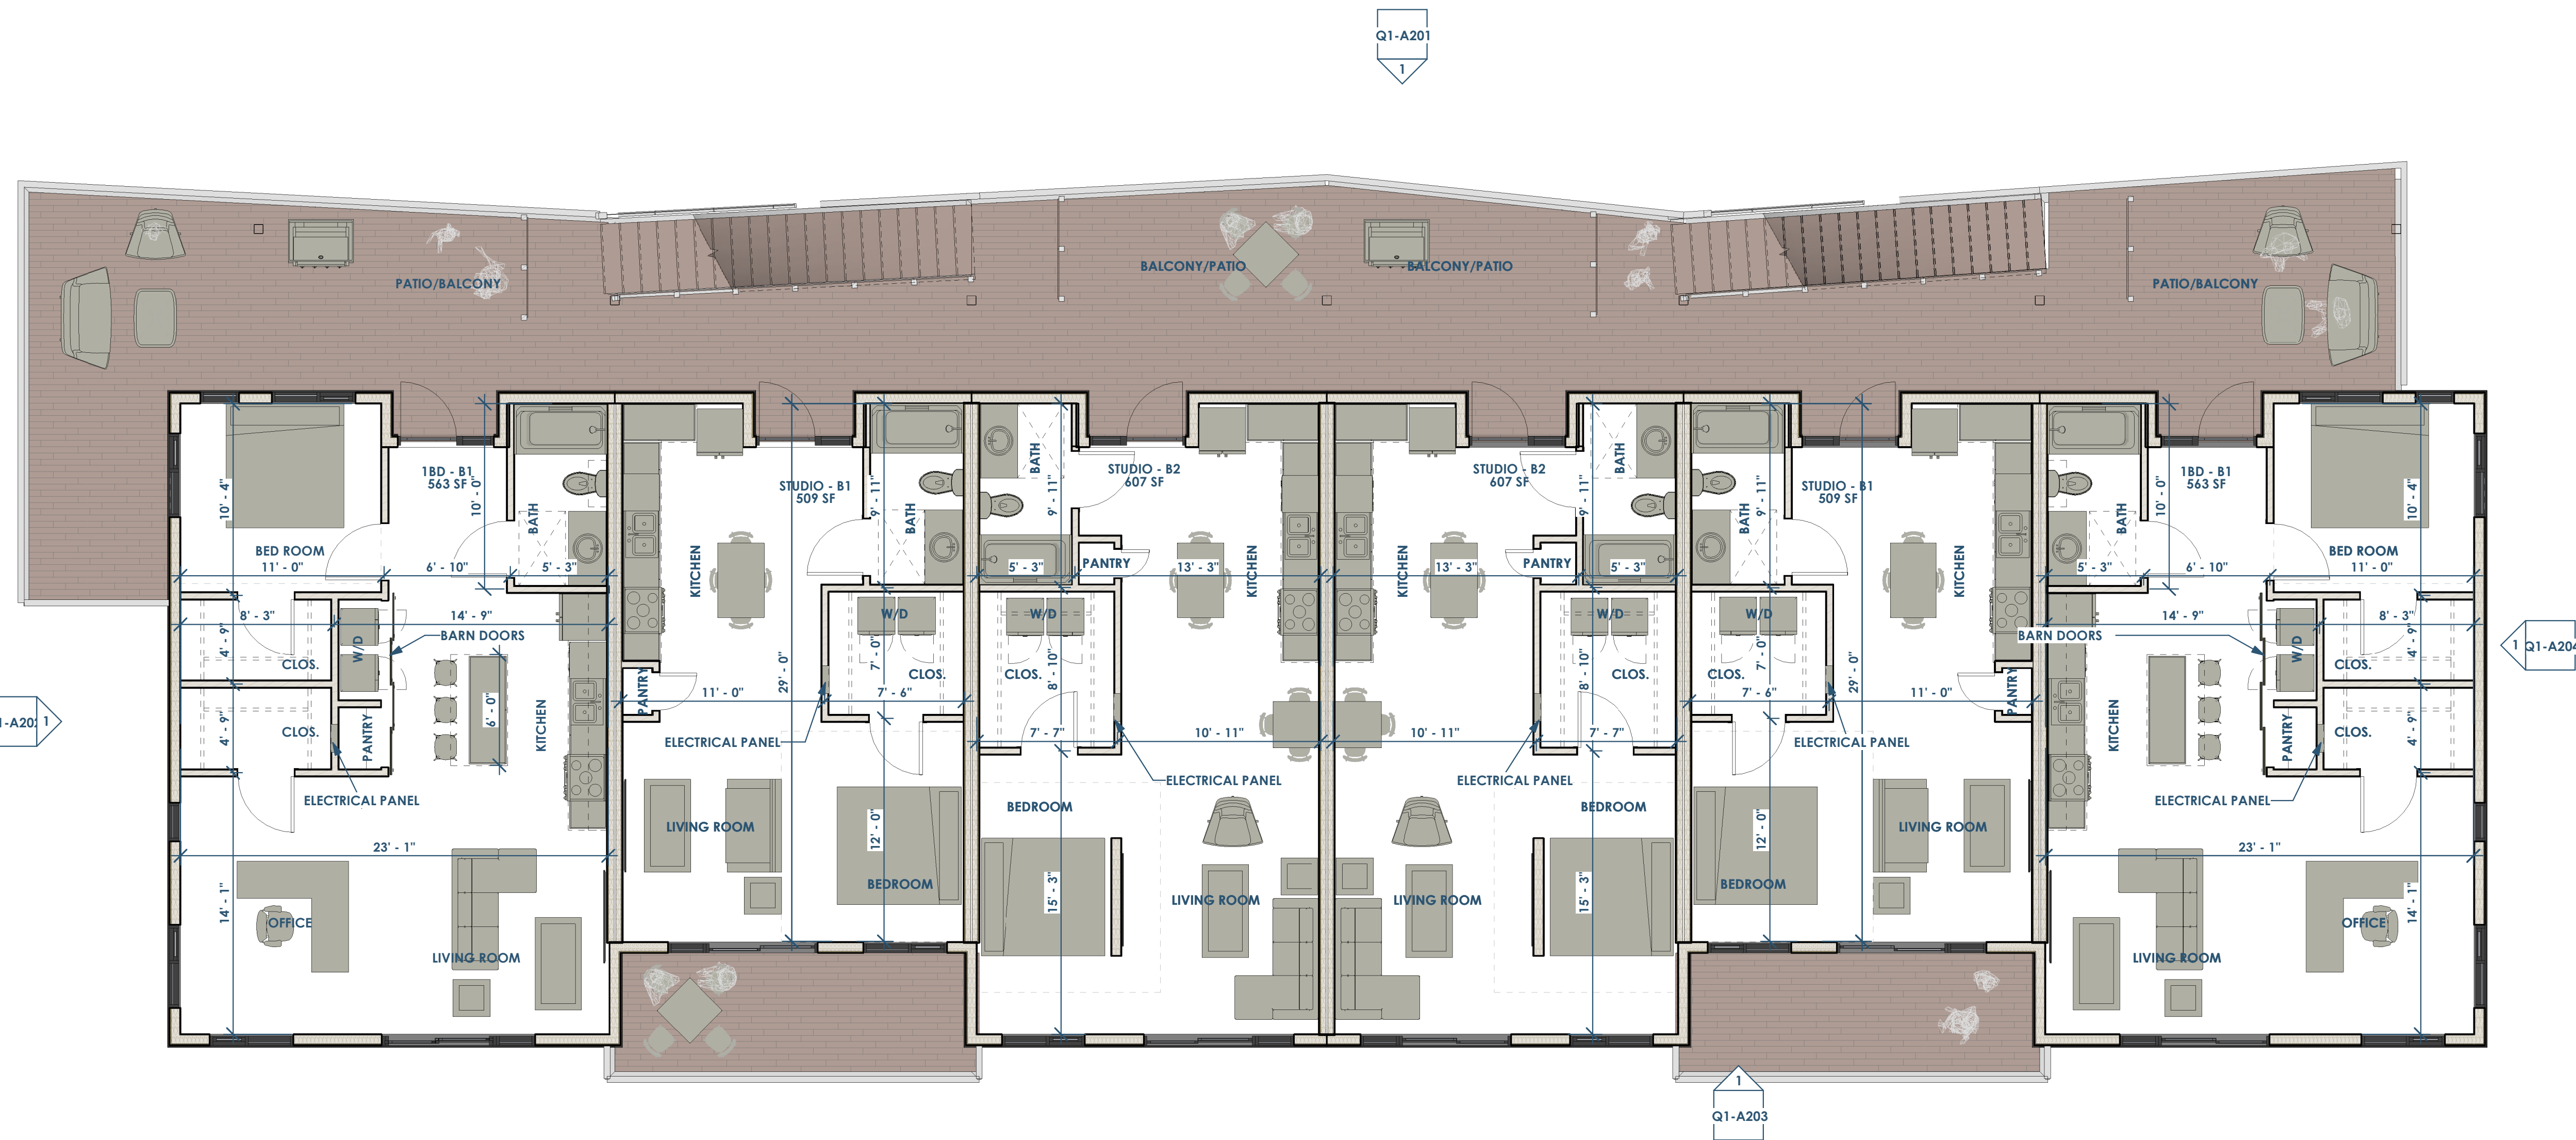 Q1-A201
1
PATIO/BALCONY
BALCONY/PATIO
BALCONY/PATIO
PATIO/BALCONY
1BD - B1
563 SF
10' - 4"
10' - 0"
BATH
BED ROOM
11' - 0"
6' - 10"
5' - 3"
8' - 3"
14' - 9"
4' - 9"
W/D
BARN DOORS
CLOS.
6' - 0"
KITCHEN
4' - 9"
CLOS.
PANTRY
ELECTRICAL PANEL
23' - 1"
14' - 1"
OFFICE
LIVING ROOM
1
STUDIO - B1
509 SF
9' - 11"
BATH
KITCHEN
W/D
7' - 0"
CLOS.
29' - 0"
PANTRY
11' - 0"
7' - 6"
ELECTRICAL PANEL
LIVING ROOM
12' - 0"
BEDROOM
BATH
STUDIO - B2
607 SF
9' - 11"
5' - 3"
PANTRY
13' - 3"
KITCHEN
W/D
CLOS.
8' - 10"
7' - 7"
10' - 11"
ELECTRICAL PANEL
BEDROOM
15' - 3"
LIVING ROOM
STUDIO - B2
607 SF
BATH
9' - 11"
KITCHEN
13' - 3"
PANTRY
5' - 3"
W/D
8' - 10"
CLOS.
10' - 11"
7' - 7"
ELECTRICAL PANEL
BEDROOM
15' - 3"
LIVING ROOM
STUDIO - B1
509 SF
BATH
9' - 11"
KITCHEN
W/D
CLOS.
7' - 0"
29' - 0"
7' - 6"
11' - 0"
PANTRY
ELECTRICAL PANEL
12' - 0"
LIVING ROOM
BEDROOM
1BD - B1
563 SF
10' - 0"
10' - 4"
BATH
BED ROOM
5' - 3"
6' - 10"
11' - 0"
14' - 9"
8' - 3"
BARN DOORS
W/D
4' - 9"
CLOS.
KITCHEN
PANTRY
CLOS.
4' - 9"
ELECTRICAL PANEL
23' - 1"
14' - 1"
OFFICE
LIVING ROOM
1
1
Q1-A203